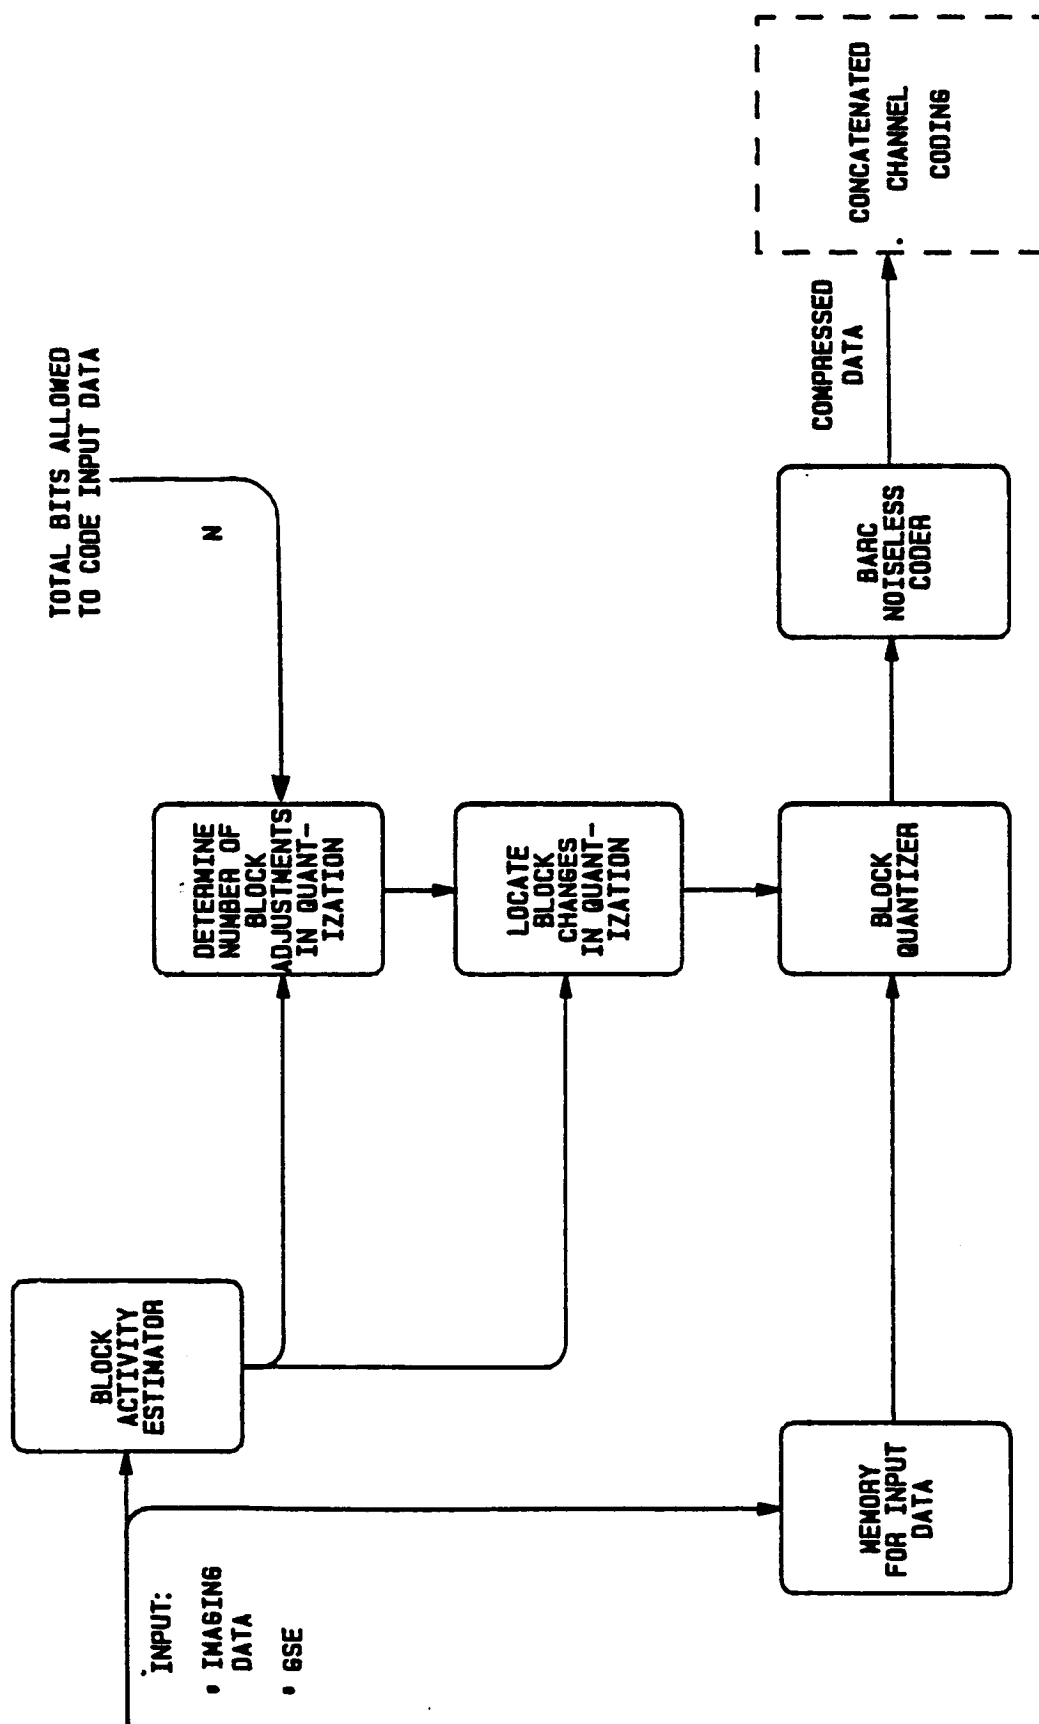 INPUT:
• IMAGING
DATA
• GSE
BLOCK
ACTIVITY
ESTIMATOR
MEMORY
FOR INPUT
DATA
TOTAL BITS ALLOWED
TO CODE INPUT DATA
N
DETERMINE
NUMBER OF
BLOCK
ADJUSTMENTS
IN QUANT-
IZATION
LOCATE
BLOCK
CHANGES
IN QUANT-
IZATION
BLOCK
QUANTIZER
BARC
NOISELESS
CODER
COMPRESSED
DATA
CONCATENATED
CHANNEL
CODING